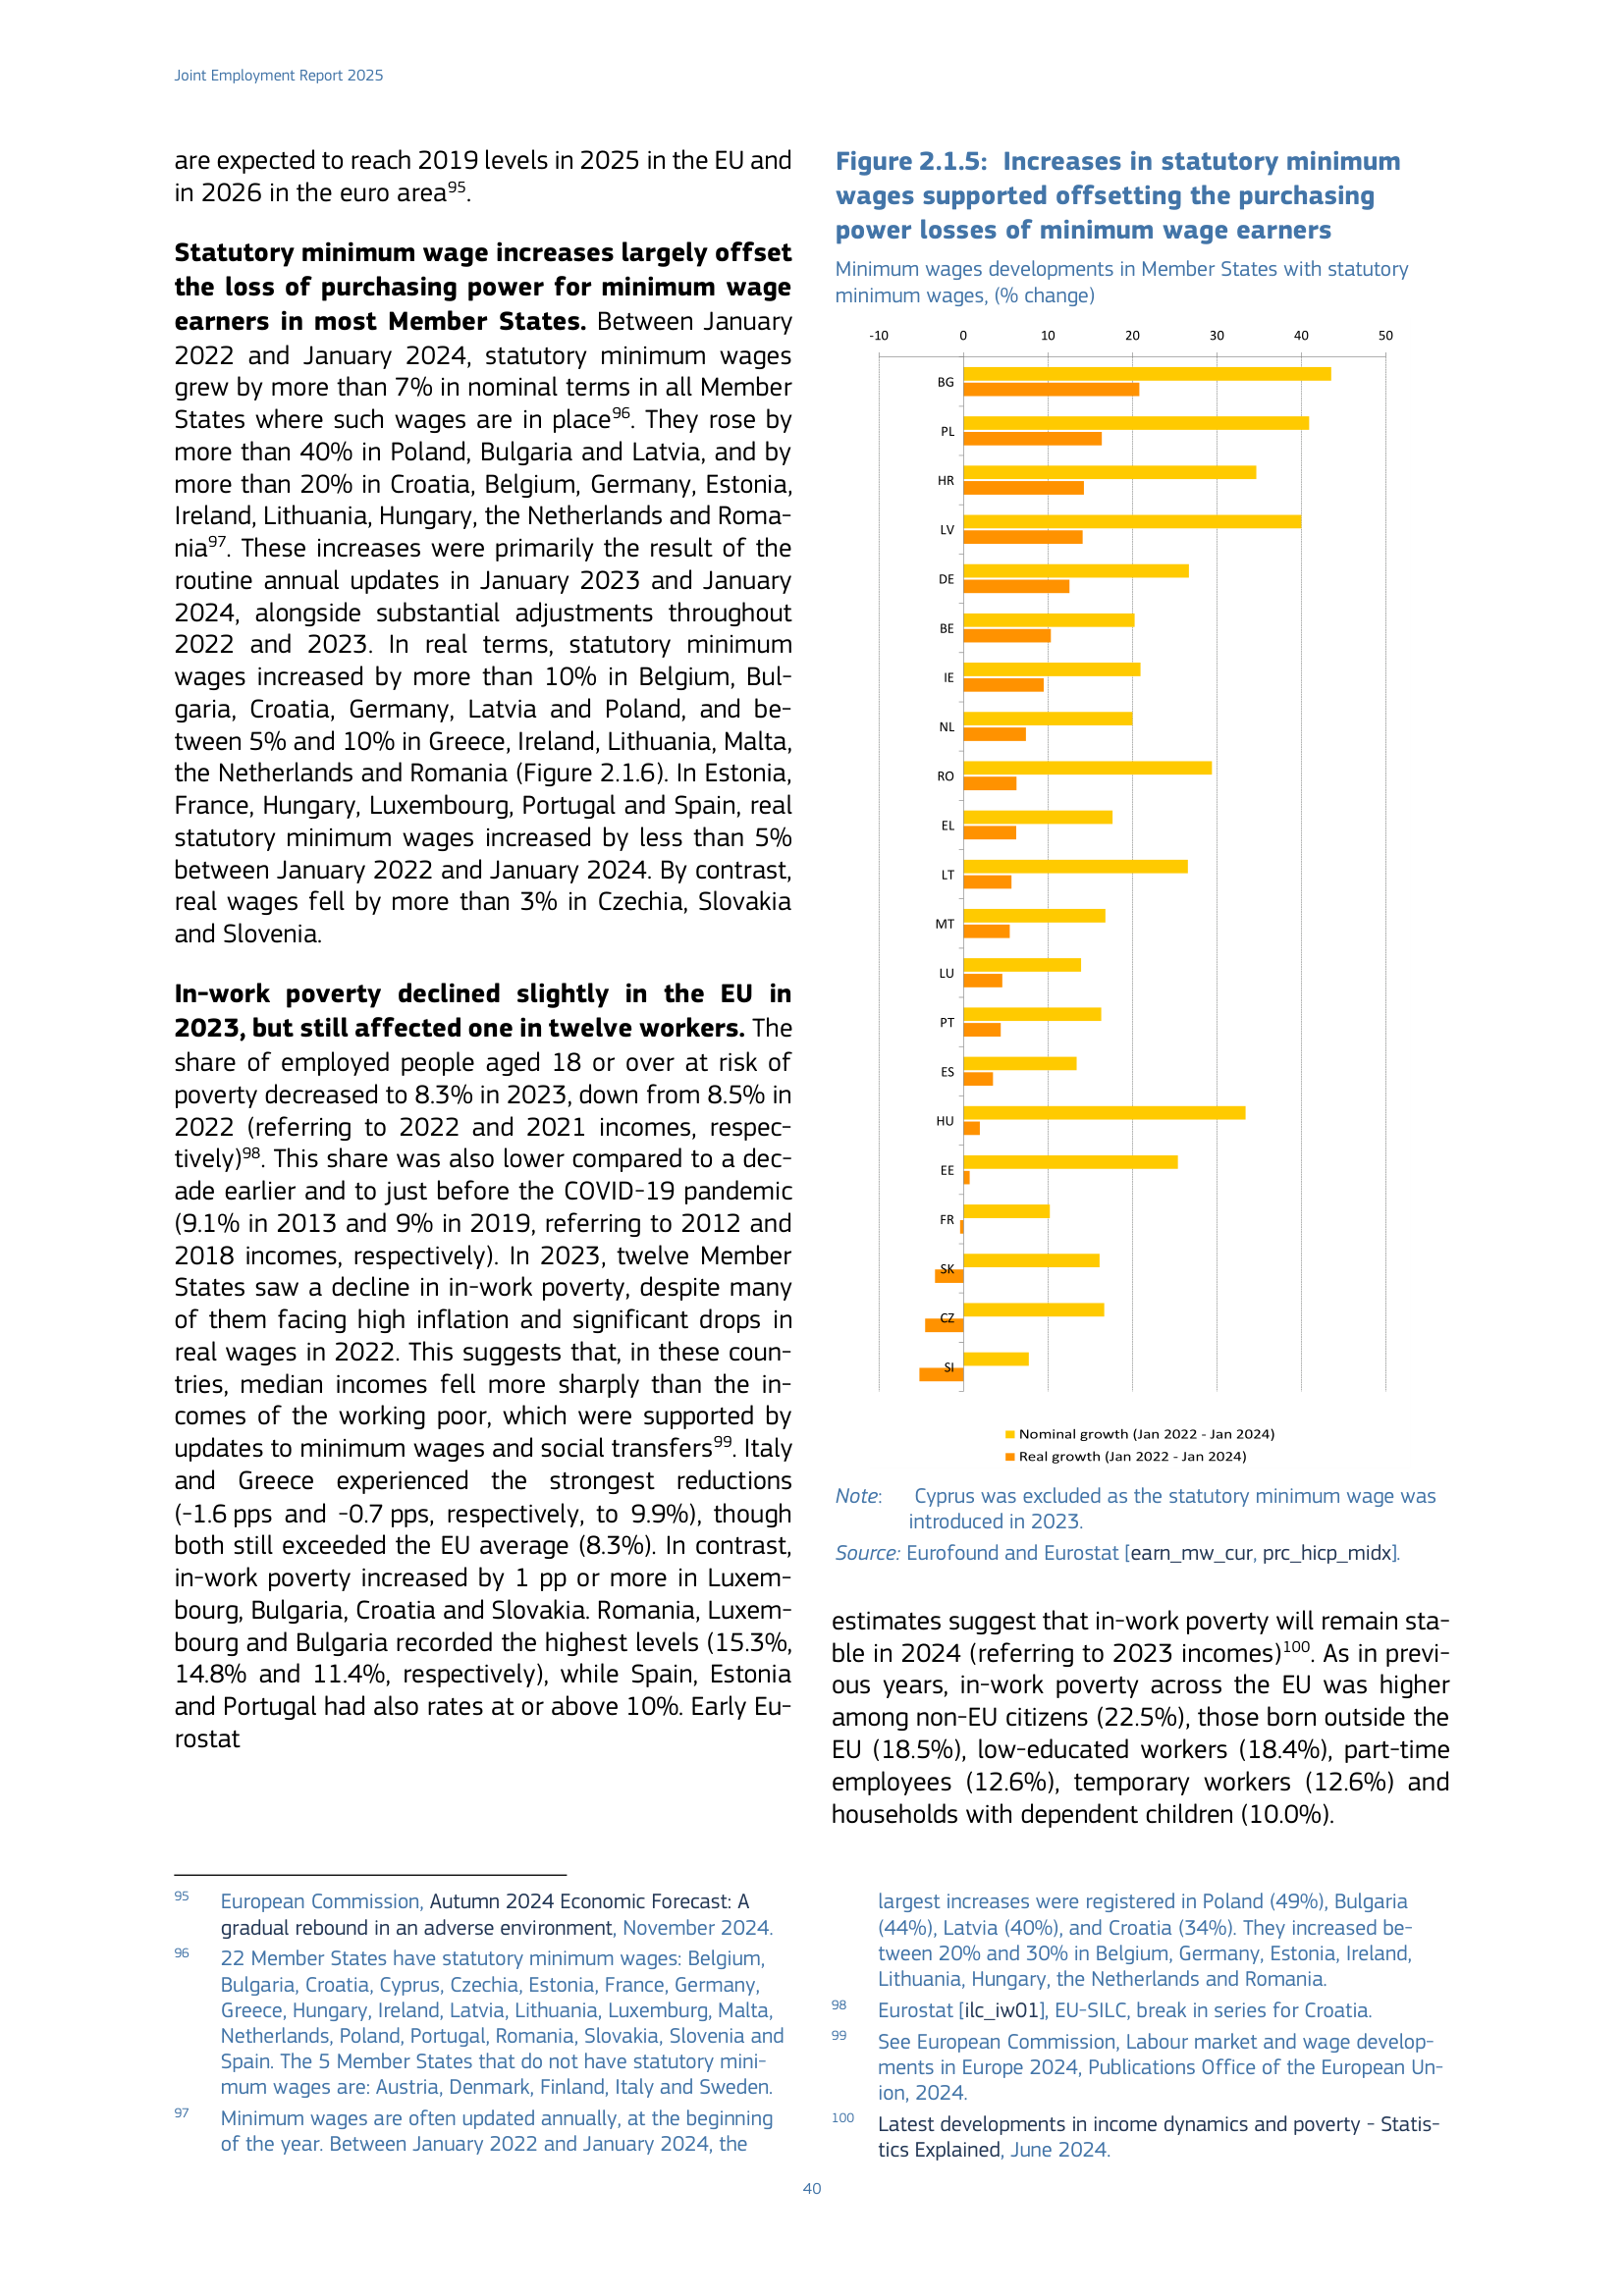 Joint Employment Report 2025
are expected to reach 2019 levels in 2025 in the EU and
in 2026 in the euro area95.
Statutory minimum wage increases largely offset
the loss of purchasing power for minimum wage
earners in most Member States. Between January
2022 and January 2024, statutory minimum wages
grew by more than 7% in nominal terms in all Member
States where such wages are in place96. They rose by
more than 40% in Poland, Bulgaria and Latvia, and by
more than 20% in Croatia, Belgium, Germany, Estonia,
Ireland, Lithuania, Hungary, the Netherlands and Roma-
nia97. These increases were primarily the result of the
routine annual updates in January 2023 and January
2024, alongside substantial adjustments throughout
2022 and 2023. In real terms, statutory minimum
wages increased by more than 10% in Belgium, Bul-
garia, Croatia, Germany, Latvia and Poland, and be-
tween 5% and 10% in Greece, Ireland, Lithuania, Malta,
the Netherlands and Romania (Figure 2.1.6). In Estonia,
France, Hungary, Luxembourg, Portugal and Spain, real
statutory minimum wages increased by less than 5%
between January 2022 and January 2024. By contrast,
real wages fell by more than 3% in Czechia, Slovakia
and Slovenia.
In-work poverty declined slightly in the EU in
2023, but still affected one in twelve workers. The
share of employed people aged 18 or over at risk of
poverty decreased to 8.3% in 2023, down from 8.5% in
2022 (referring to 2022 and 2021 incomes, respec-
tively)98. This share was also lower compared to a dec-
ade earlier and to just before the COVID-19 pandemic
(9.1% in 2013 and 9% in 2019, referring to 2012 and
2018 incomes, respectively). In 2023, twelve Member
States saw a decline in in-work poverty, despite many
of them facing high inflation and significant drops in
real wages in 2022. This suggests that, in these coun-
tries, median incomes fell more sharply than the in-
comes of the working poor, which were supported by
updates to minimum wages and social transfers99. Italy
and Greece experienced the strongest reductions
(-1.6 pps and -0.7 pps, respectively, to 9.9%), though
both still exceeded the EU average (8.3%). In contrast,
in-work poverty increased by 1 pp or more in Luxem-
bourg, Bulgaria, Croatia and Slovakia. Romania, Luxem-
bourg and Bulgaria recorded the highest levels (15.3%,
14.8% and 11.4%, respectively), while Spain, Estonia
and Portugal had also rates at or above 10%. Early Eu-
rostat
Figure 2.1.5: Increases in statutory minimum
wages supported offsetting the purchasing
power losses of minimum wage earners
Minimum wages developments in Member States with statutory
minimum wages, (% change)
-10 0 10 20 30 40 50
BG
PL
HR
LV
DE
BE
IE
NL
RO
EL
LT
MT
LU
PT
ES
HU
EE
FR
SK
CZ
SI
Nominal growth (Jan 2022 - Jan 2024)
Real growth (Jan 2022 - Jan 2024)
Note: Cyprus was excluded as the statutory minimum wage was
introduced in 2023.
Source: Eurofound and Eurostat [earn_mw_cur, prc_hicp_midx].
estimates suggest that in-work poverty will remain sta-
ble in 2024 (referring to 2023 incomes)100. As in previ-
ous years, in-work poverty across the EU was higher
among non-EU citizens (22.5%), those born outside the
EU (18.5%), low-educated workers (18.4%), part-time
employees (12.6%), temporary workers (12.6%) and
households with dependent children (10.0%).
95 European Commission, Autumn 2024 Economic Forecast: A
gradual rebound in an adverse environment, November 2024.
96 22 Member States have statutory minimum wages: Belgium,
Bulgaria, Croatia, Cyprus, Czechia, Estonia, France, Germany,
Greece, Hungary, Ireland, Latvia, Lithuania, Luxemburg, Malta,
Netherlands, Poland, Portugal, Romania, Slovakia, Slovenia and
Spain. The 5 Member States that do not have statutory mini-
mum wages are: Austria, Denmark, Finland, Italy and Sweden.
97 Minimum wages are often updated annually, at the beginning
of the year. Between January 2022 and January 2024, the
largest increases were registered in Poland (49%), Bulgaria
(44%), Latvia (40%), and Croatia (34%). They increased be-
tween 20% and 30% in Belgium, Germany, Estonia, Ireland,
Lithuania, Hungary, the Netherlands and Romania.
98 Eurostat [ilc_iw01], EU-SILC, break in series for Croatia.
99 See European Commission, Labour market and wage develop-
ments in Europe 2024, Publications Office of the European Un-
ion, 2024.
100 Latest developments in income dynamics and poverty - Statis-
tics Explained, June 2024.
40